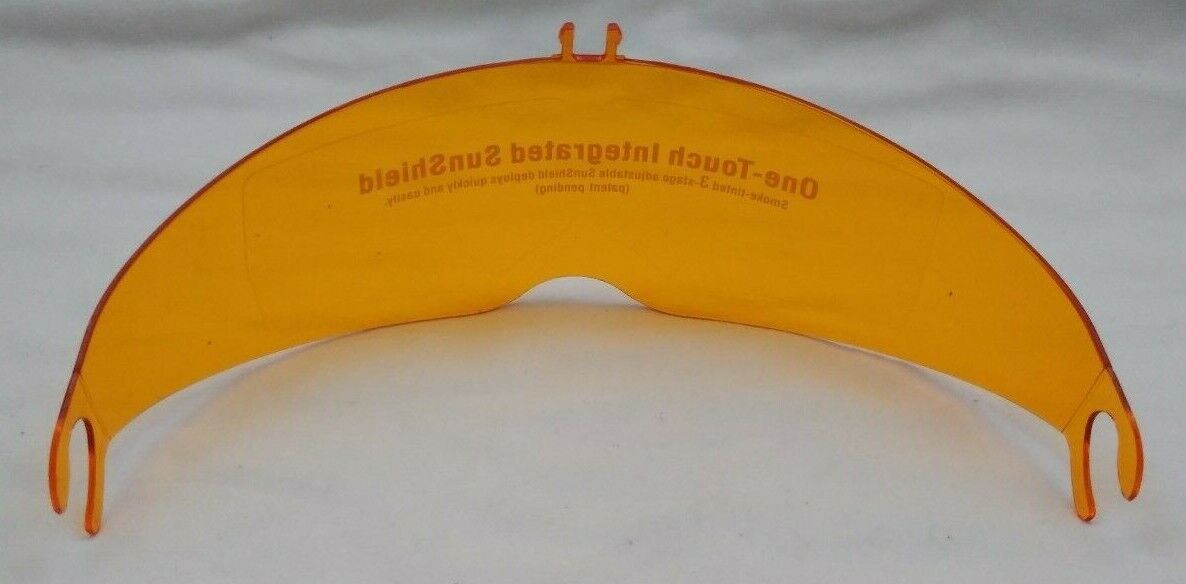 One-Touch Integrated SunShield
Smoke-tinted 3-stage adjustable SunShield deploys quickly and easily.
(patent pending)